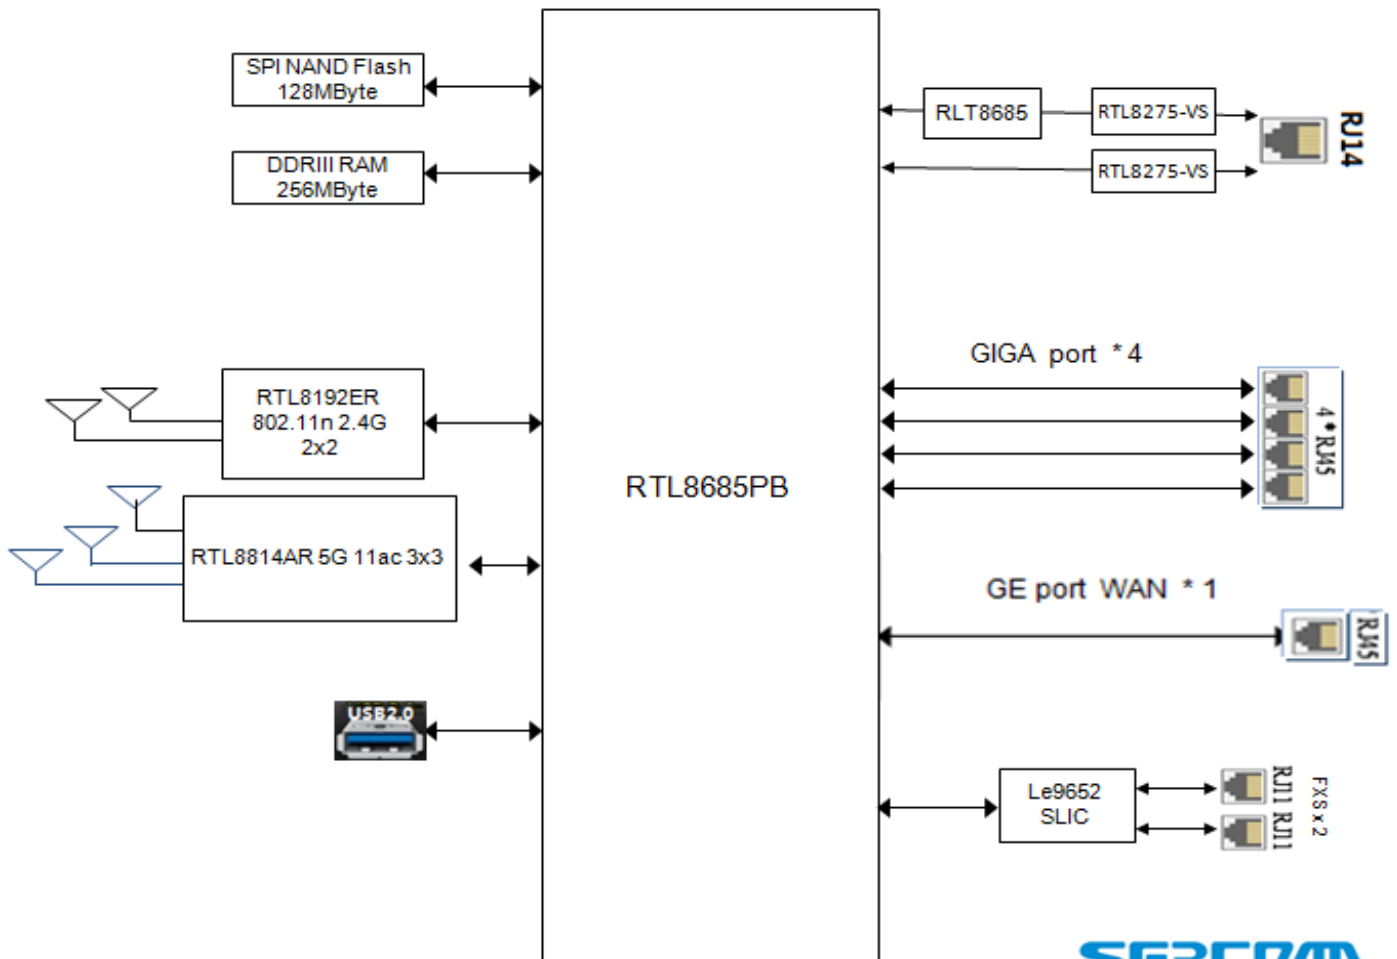 SPI NAND Flash
128MByte
DDRIII RAM
256MByte
RTL8192ER
802.11n 2.4G
2x2
RTL8814AR 5G 11ac 3x3
USB2.0
RTL8685PB
RLT8685
RTL8275-VS
RTL8275-VS
RJ14
GIGA port * 4
4 * RJ45
GE port WAN * 1
RJ45
Le9652
SLIC
RJ11 RJ11
FXS x 2